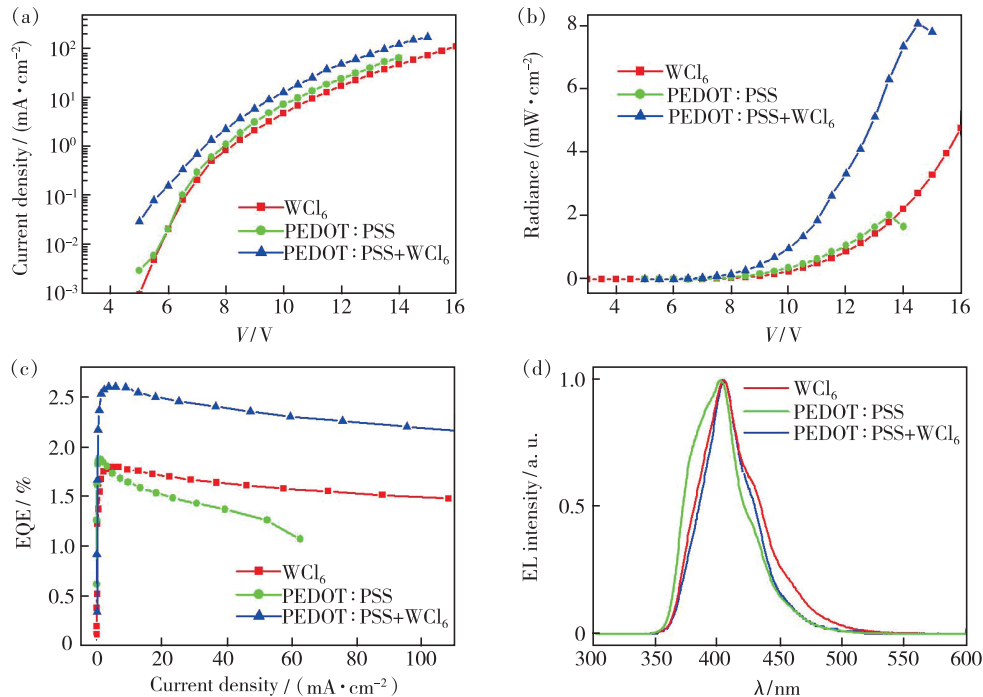 (a)
Current density / (mA·cm⁻²)
10²
10¹
10⁰
10⁻¹
10⁻²
10⁻³
WCl₆
PEDOT:PSS
PEDOT:PSS+WCl₆
4 6 8 10 12 14 16
V/V
(b)
Radiance / (mW·cm⁻²)
8
6
4
2
0
WCl₆
PEDOT:PSS
PEDOT:PSS+WCl₆
4 6 8 10 12 14 16
V/V
(c)
EQE / %
2.5
2.0
1.5
1.0
0.5
0
WCl₆
PEDOT:PSS
PEDOT:PSS+WCl₆
0 20 40 60 80 100
Current density / (mA·cm⁻²)
(d)
EL intensity / a. u.
1.0
0.5
0
WCl₆
PEDOT:PSS
PEDOT:PSS+WCl₆
300 350 400 450 500 550 600
λ/nm